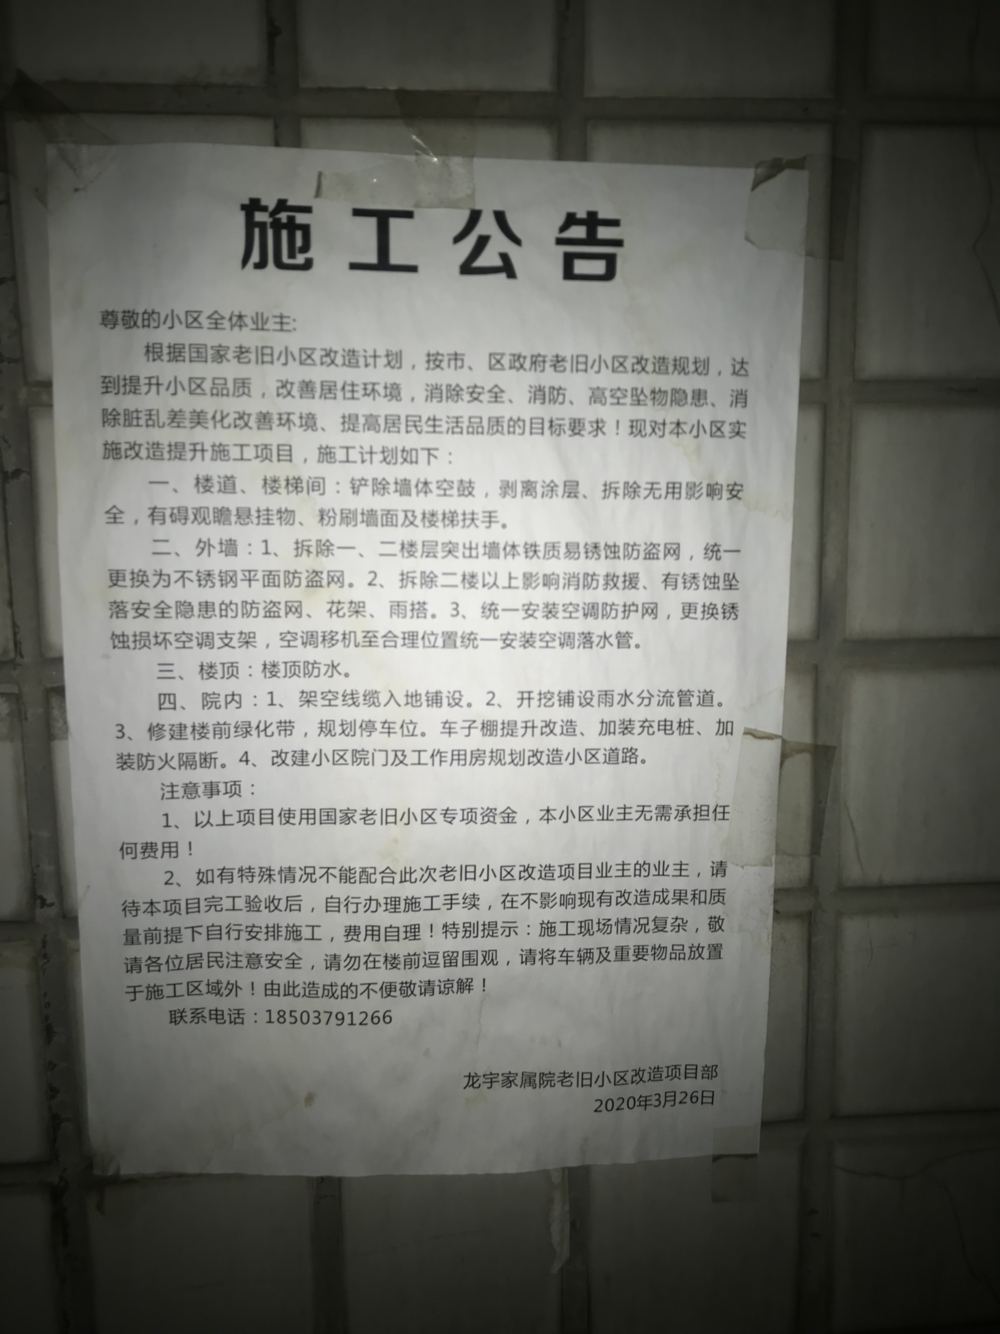 施工公告
尊敬的小区全体业主:
根据国家老旧小区改造计划，按市、区政府老旧小区改造规划，达
到提升小区品质，改善居住环境，消除安全、消防、高空坠物隐患、消
除脏乱差美化改善环境、提高居民生活品质的目标要求！现对本小区实
施改造提升施工项目，施工计划如下：
一、楼道、楼梯间：铲除墙体空鼓，剥离涂层、拆除无用影响安
全，有碍观瞻悬挂物、粉刷墙面及楼梯扶手。
二、外墙：1、拆除一、二楼层突出墙体铁质易锈蚀防盗网，统一
更换为不锈钢平面防盗网。2、拆除二楼以上影响消防救援、有锈蚀坠
落安全隐患的防盗网、花架、雨搭。3、统一安装空调防护网，更换锈
蚀损坏空调支架，空调移机至合理位置统一安装空调落水管。
三、楼顶：楼顶防水。
四、院内：1、架空线缆入地铺设。2、开挖铺设雨水分流管道。
3、修建楼前绿化带，规划停车位。车子棚提升改造、加装充电桩、加
装防火隔断。4、改建小区院门及工作用房规划改造小区道路。
注意事项：
1、以上项目使用国家老旧小区专项资金，本小区业主无需承担任
何费用！
2、如有特殊情况不能配合此次老旧小区改造项目业主的业主，请
待本项目完工验收后，自行办理施工手续，在不影响现有改造成果和质
量前提下自行安排施工，费用自理！特别提示：施工现场情况复杂，敬
请各位居民注意安全，请勿在楼前逗留围观，请将车辆及重要物品放置
于施工区域外！由此造成的不便敬请谅解！
联系电话：18503791266
龙宇家属院老旧小区改造项目部
2020年3月26日